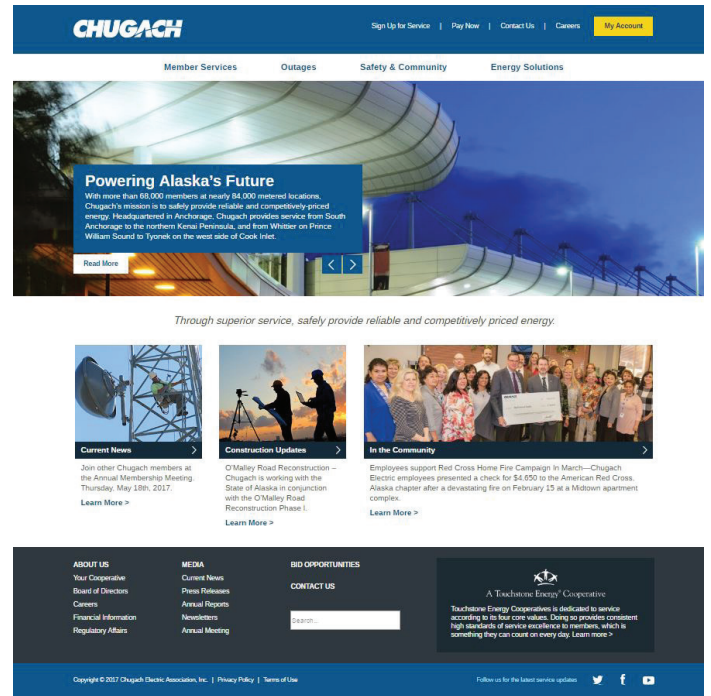 CHUGACH
Sign Up for Service | Pay Now | Contact Us | Careers
My Account
Member Services
Outages
Safety & Community
Energy Solutions
Powering Alaska's Future
With more than 68,000 members at nearly 84,000 metered locations,
Chugach's mission is to safely provide reliable and competitively-priced
energy. Headquartered in Anchorage, Chugach provides service from South
Anchorage to the northern Kenai Peninsula, and from Whittier on Prince
William Sound to Tyonek on the west side of Cook Inlet.
Read More
Through superior service, safely provide reliable and competitively priced energy.
Current News
Join other Chugach members at
the Annual Membership Meeting.
Thursday, May 18th, 2017.
Learn More >
Construction Updates
O'Malley Road Reconstruction –
Chugach is working with the
State of Alaska in conjunction
with the O'Malley Road
Reconstruction Phase I.
Learn More >
In the Community
Employees support Red Cross Home Fire Campaign In March—Chugach
Electric employees presented a check for $4,650 to the American Red Cross,
Alaska chapter after a devastating fire on February 15 at a Midtown apartment
complex.
Learn More >
ABOUT US
Your Cooperative
Board of Directors
Careers
Financial Information
Regulatory Affairs
MEDIA
Current News
Press Releases
Annual Reports
Newsletters
Annual Meeting
BID OPPORTUNITIES
CONTACT US
Search...
A Touchstone Energy® Cooperative
Touchstone Energy Cooperatives is dedicated to service
according to its four core values. Doing so provides consistent
high standards of service excellence to members, which is
something they can count on every day. Learn more >
Copyright © 2017 Chugach Electric Association, Inc. | Privacy Policy | Terms of Use
Follow us for the latest service updates